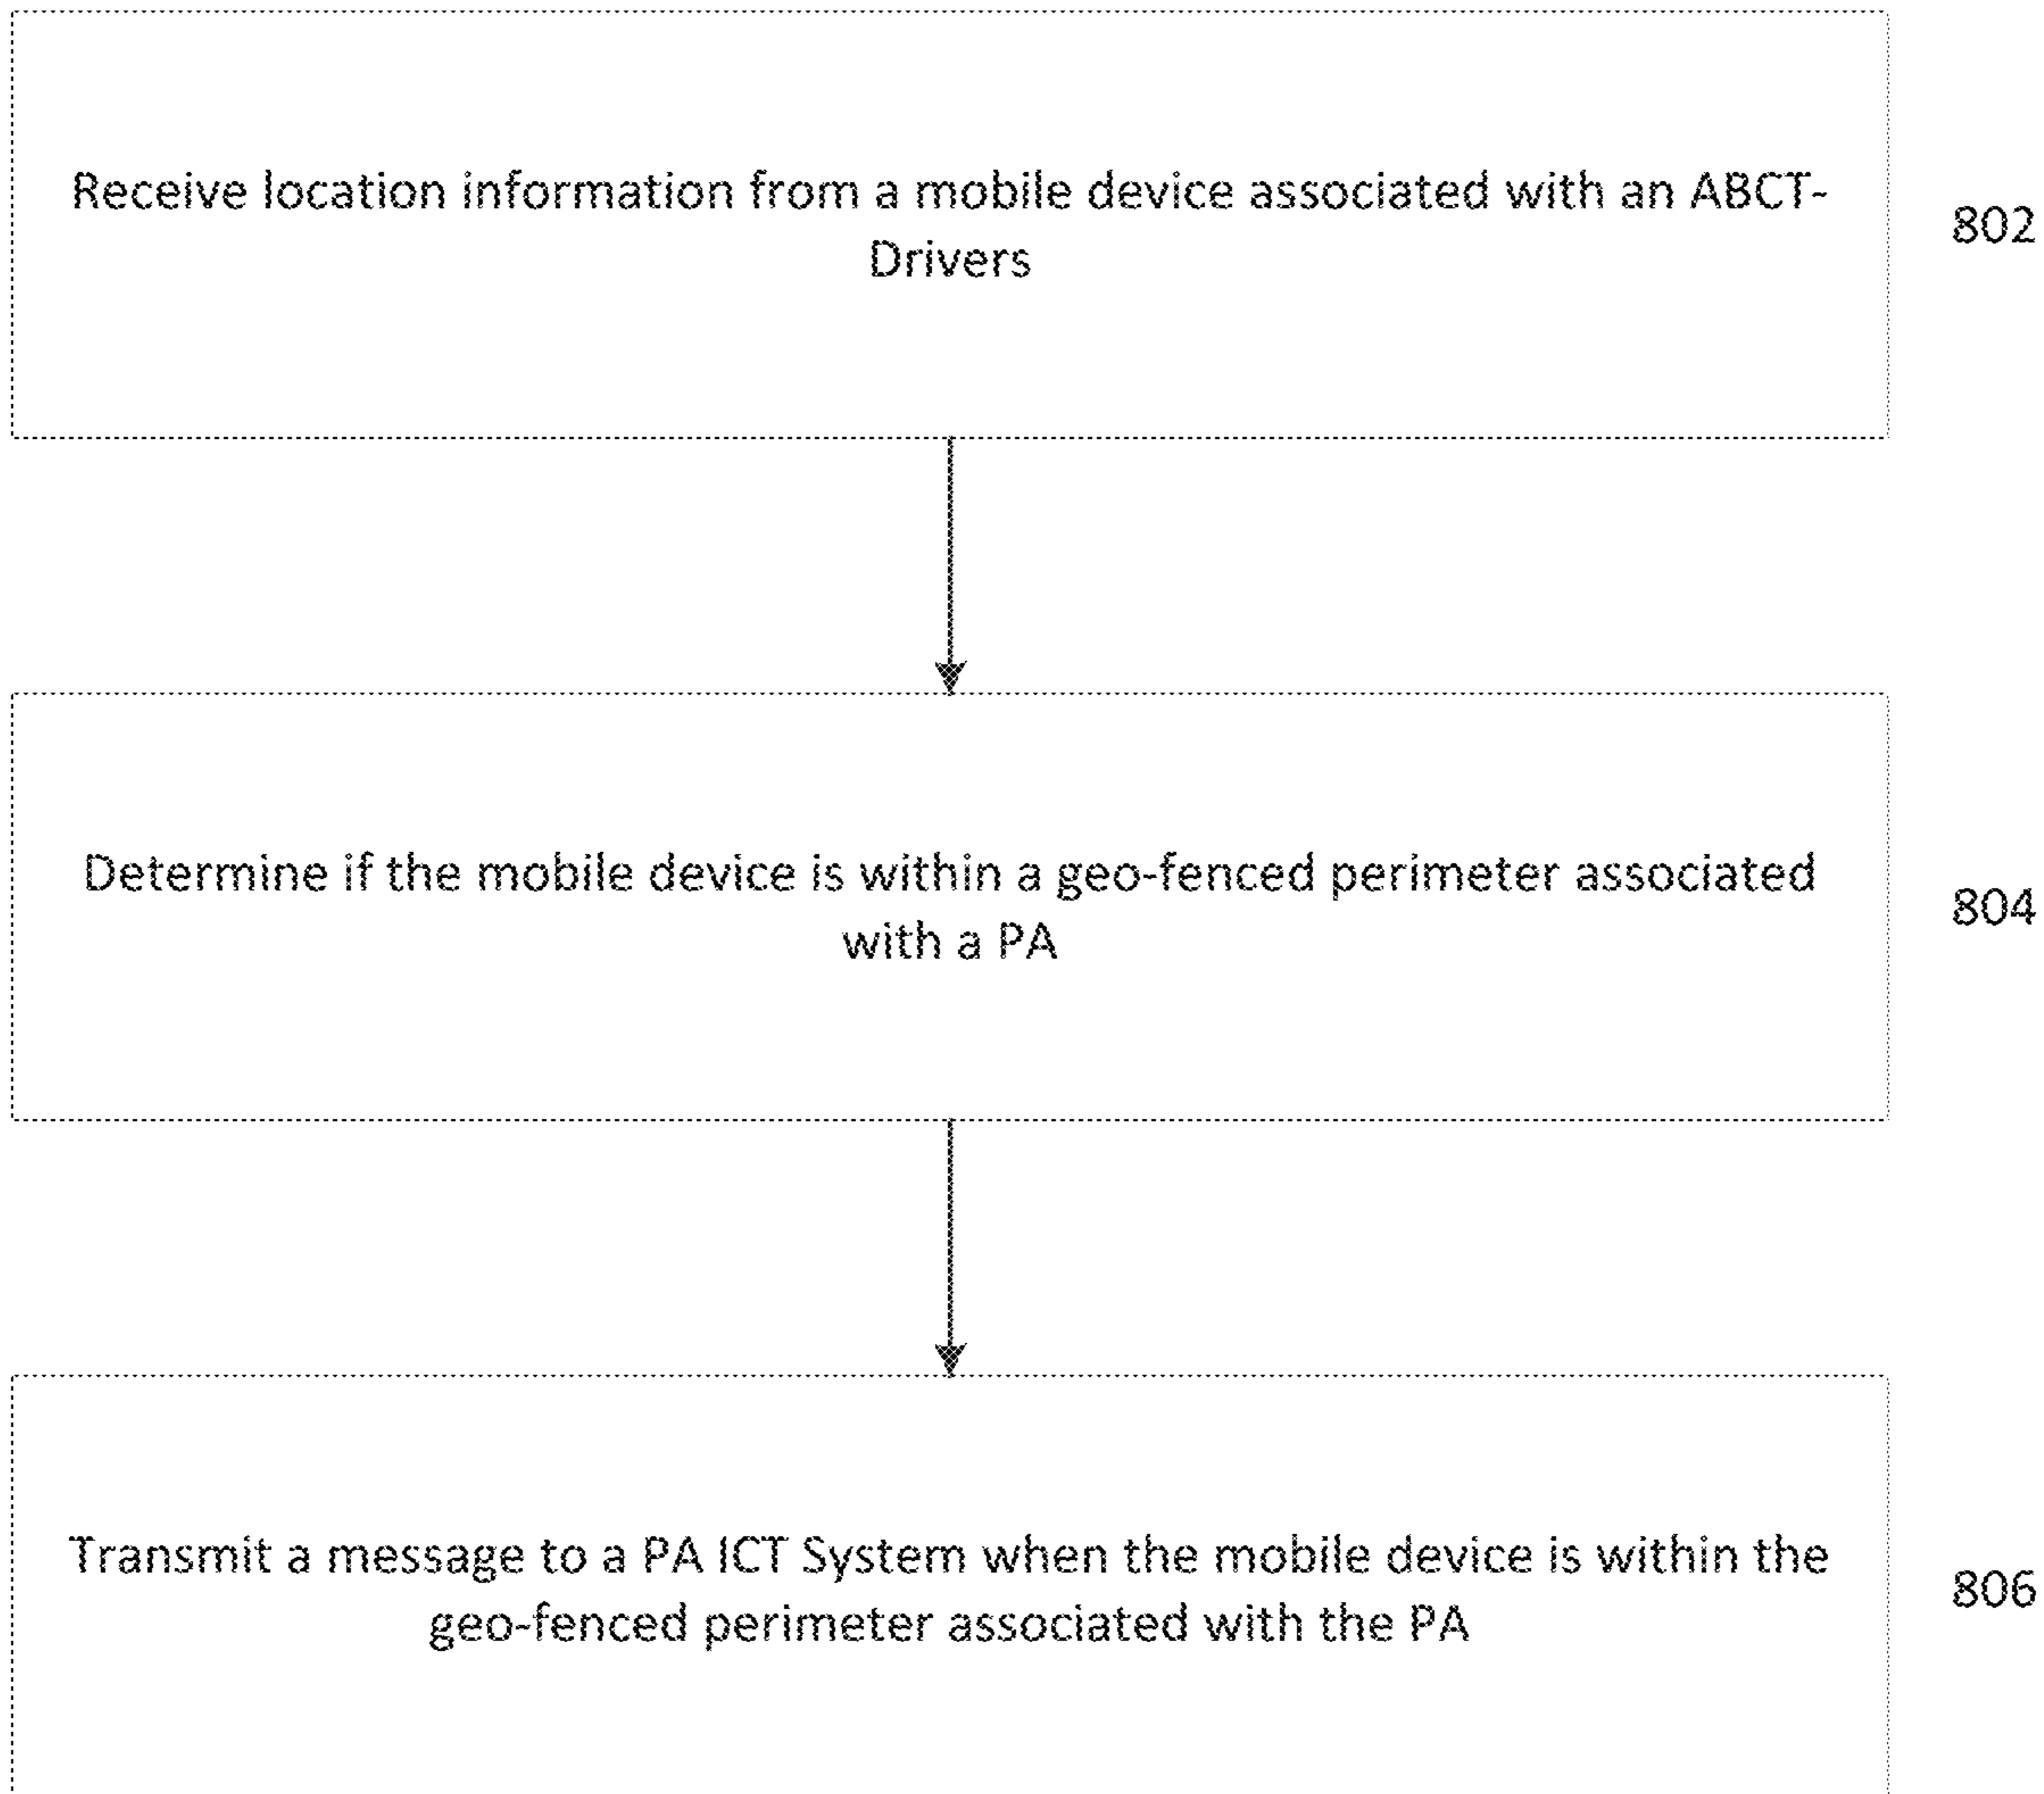 Receive location information from a mobile device associated with an ABCT-
Drivers
802
Determine if the mobile device is within a geo-fenced perimeter associated
with a PA
804
Transmit a message to a PA ICT System when the mobile device is within the
geo-fenced perimeter associated with the PA
806